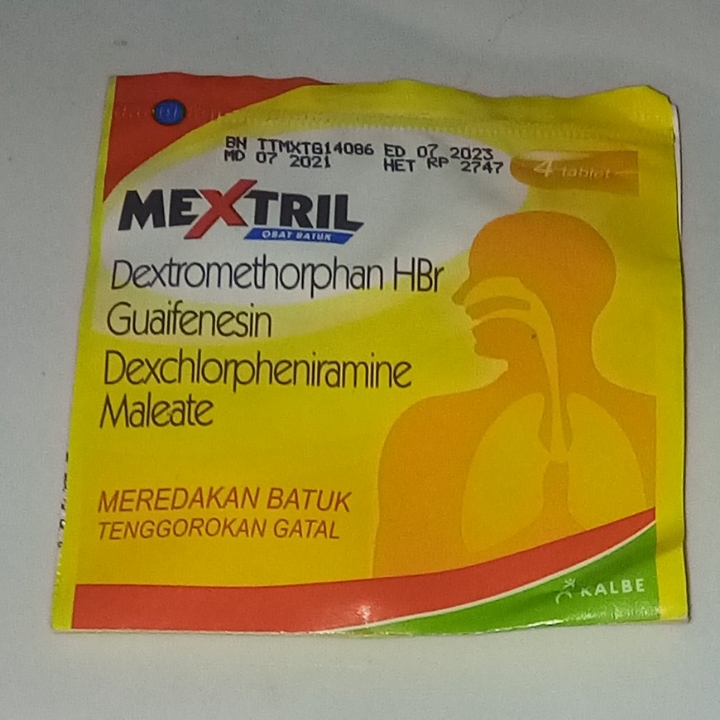 BN TTMXTG14086 ED 07 2023
MD 07 2021 HET RP 2747
4 tablet
MEXTRIL
OBAT BATUK
Dextromethorphan HBr
Guaifenesin
Dexchlorpheniramine
Maleate
MEREDAKAN BATUK
TENGGOROKAN GATAL
KALBE